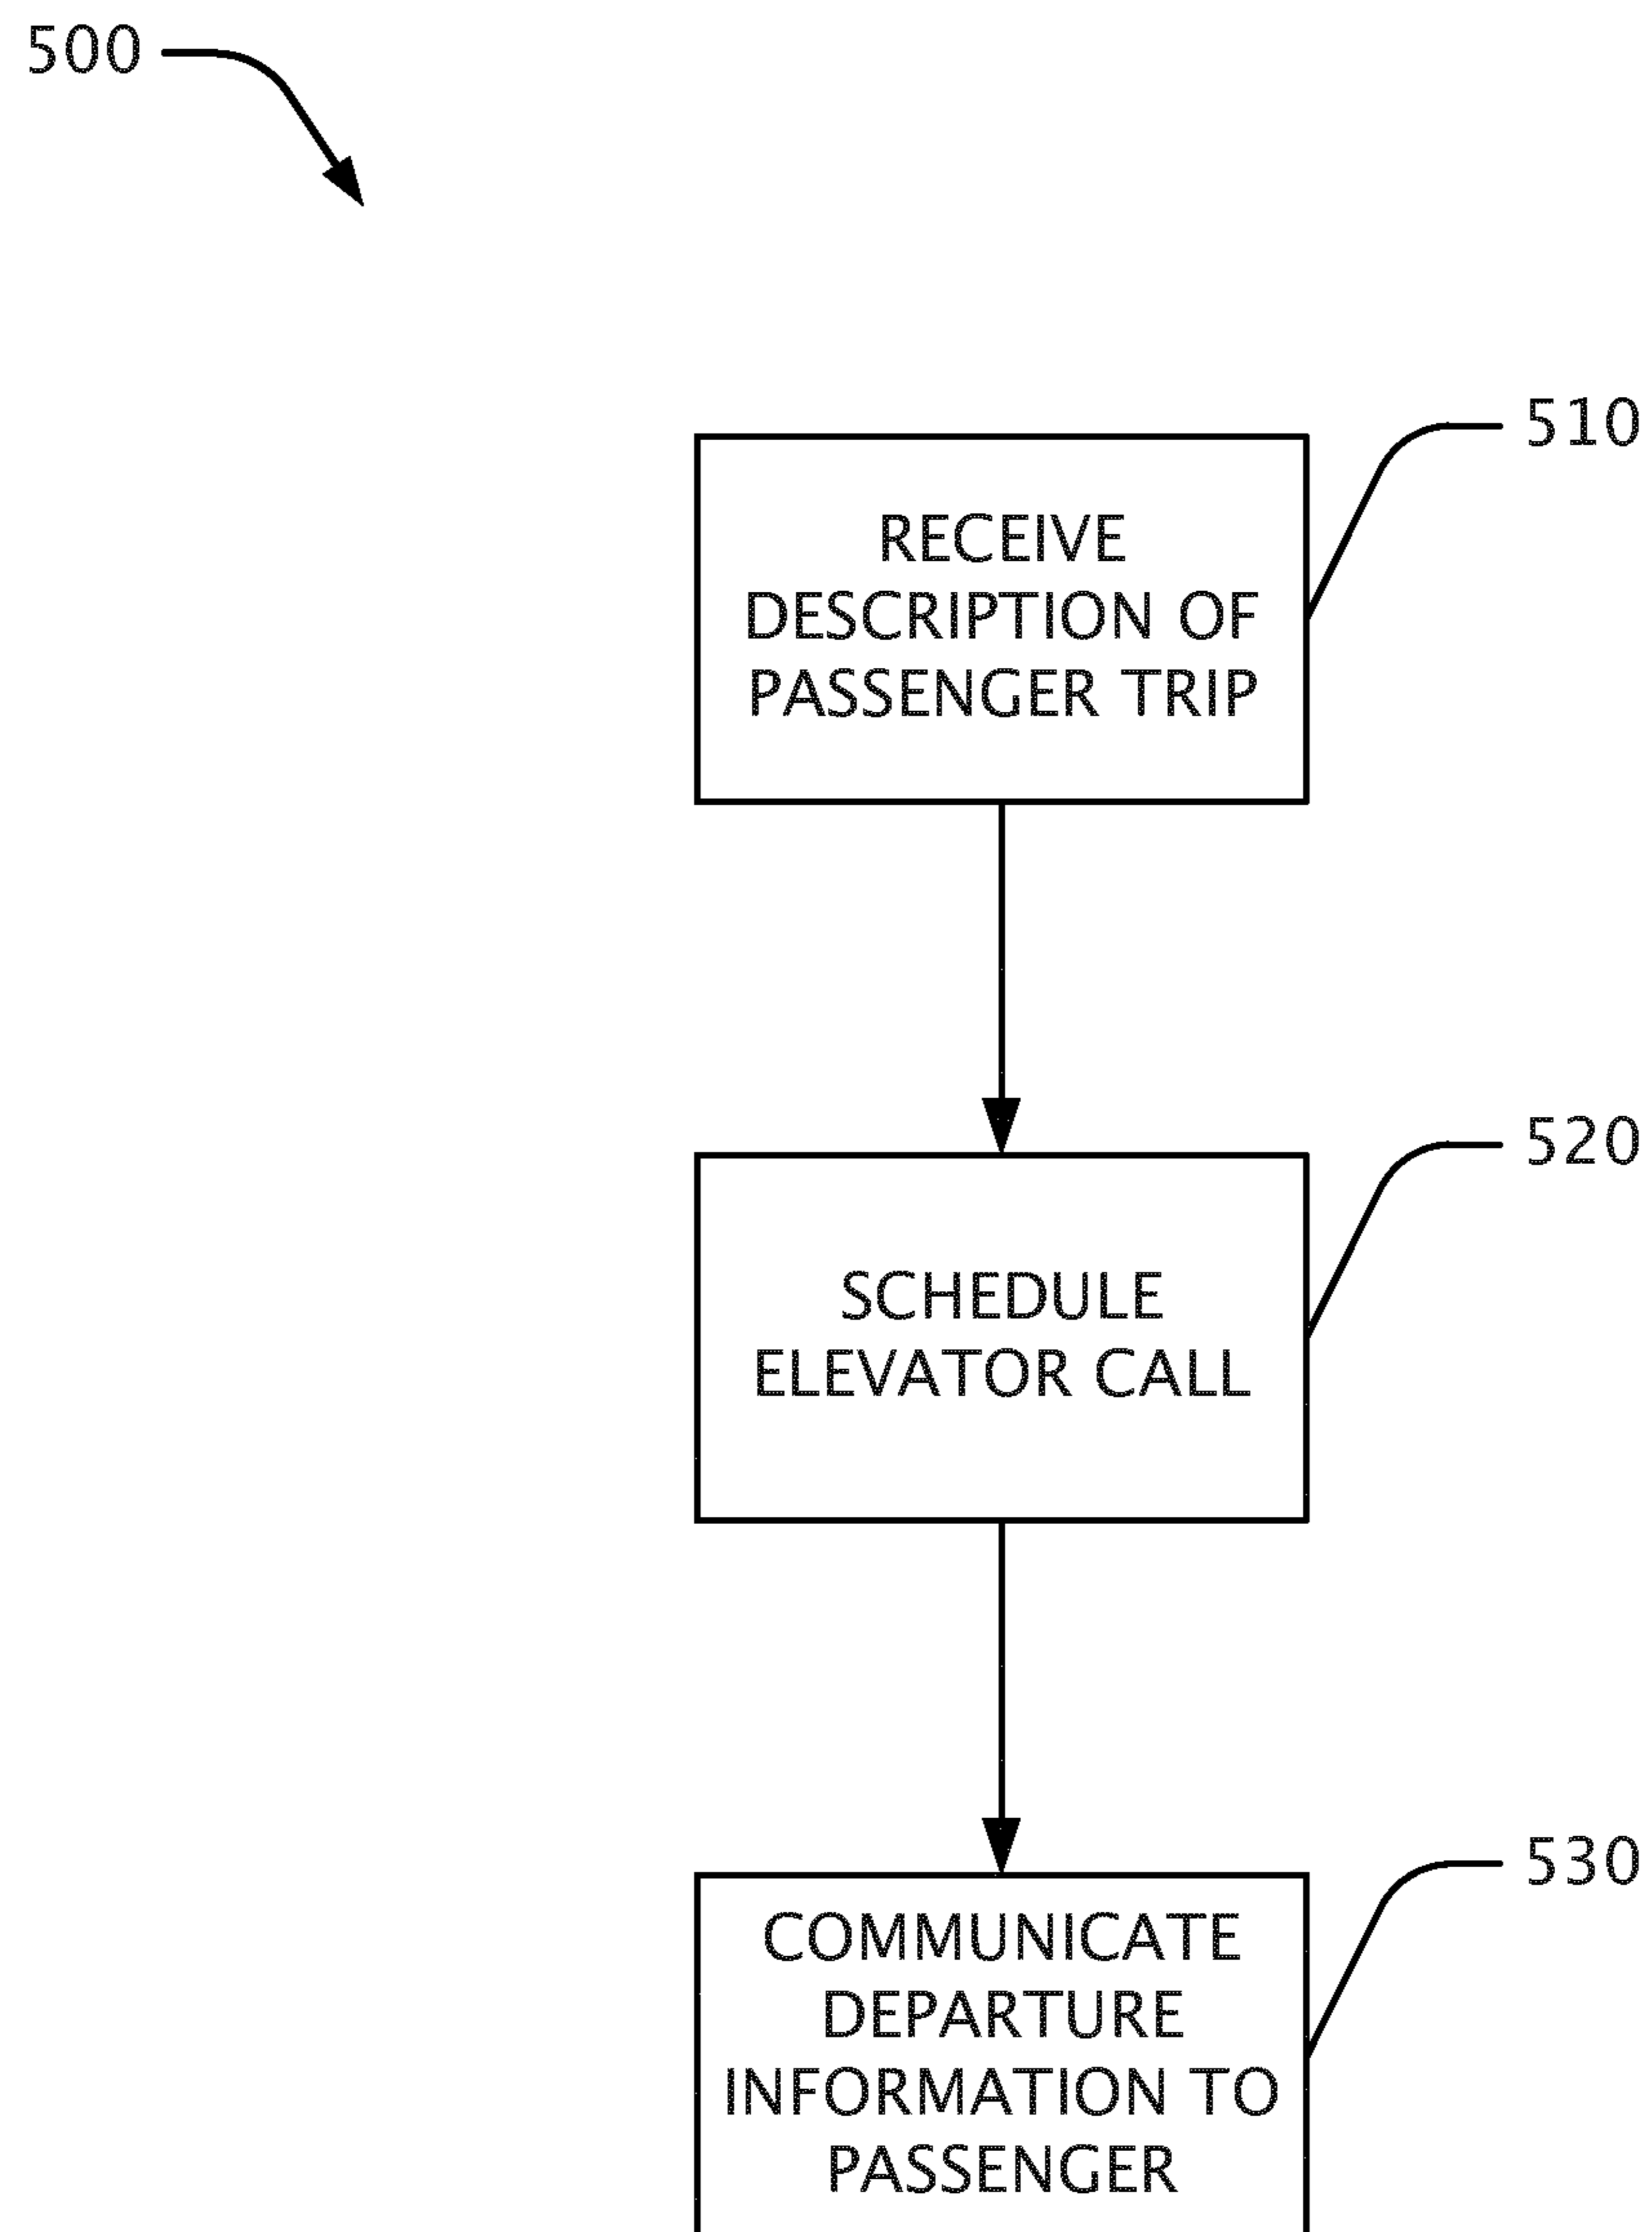 500
510
RECEIVE
DESCRIPTION OF
PASSENGER TRIP
520
SCHEDULE
ELEVATOR CALL
530
COMMUNICATE
DEPARTURE
INFORMATION TO
PASSENGER